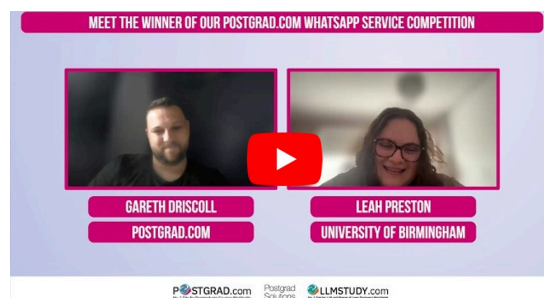 MEET THE WINNER OF OUR POSTGRAD.COM WHATSAPP SERVICE COMPETITION
GARETH DRISCOLL
LEAH PRESTON
POSTGRAD.COM
UNIVERSITY OF BIRMINGHAM
POSTGRAD.com
Postgrad
Solutions
LLMSTUDY.com